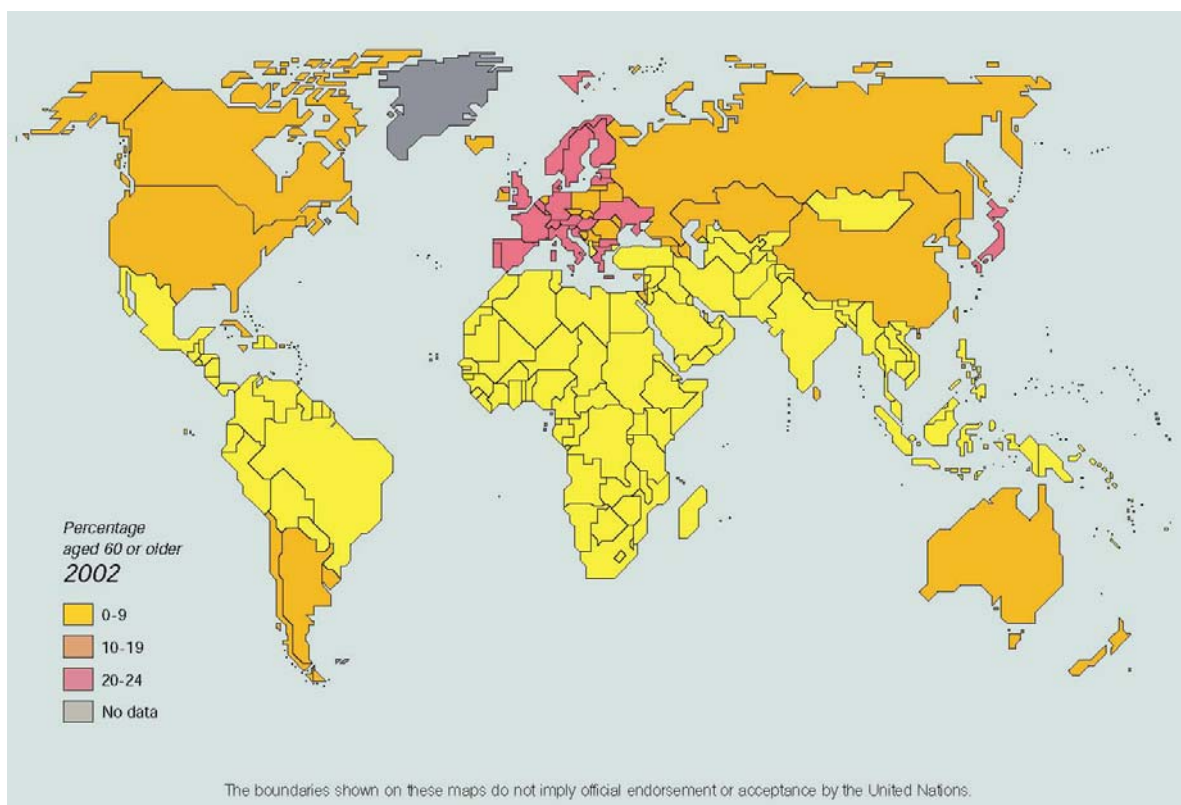 Percentage
aged 60 or older
2002
0-9
10-19
20-24
No data
The boundaries shown on these maps do not imply official endorsement or acceptance by the United Nations.